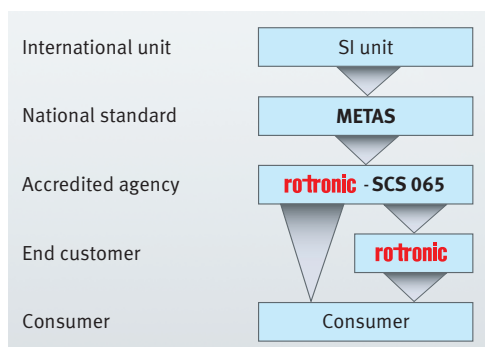 International unit SI unit
National standard METAS
Accredited agency rotronic - SCS 065
End customer rotronic
Consumer Consumer